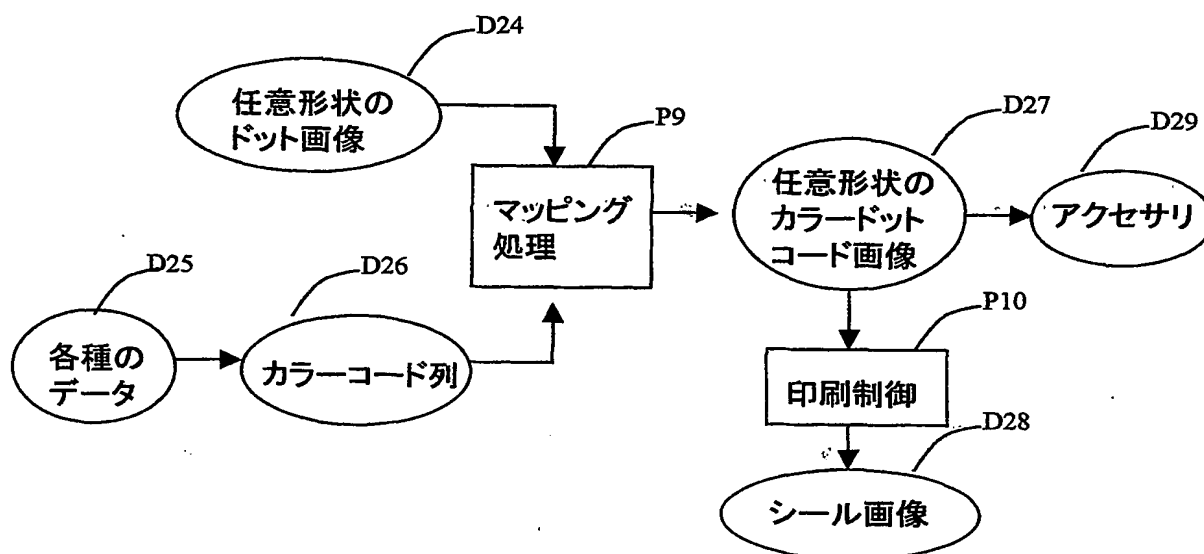 D24
任意形状の
ドット画像
P9
マッピング
処理
D25
各種の
データ
D26
カラーコード列
D27
任意形状の
カラードット
コード画像
D29
アクセサリ
P10
印刷制御
D28
シール画像